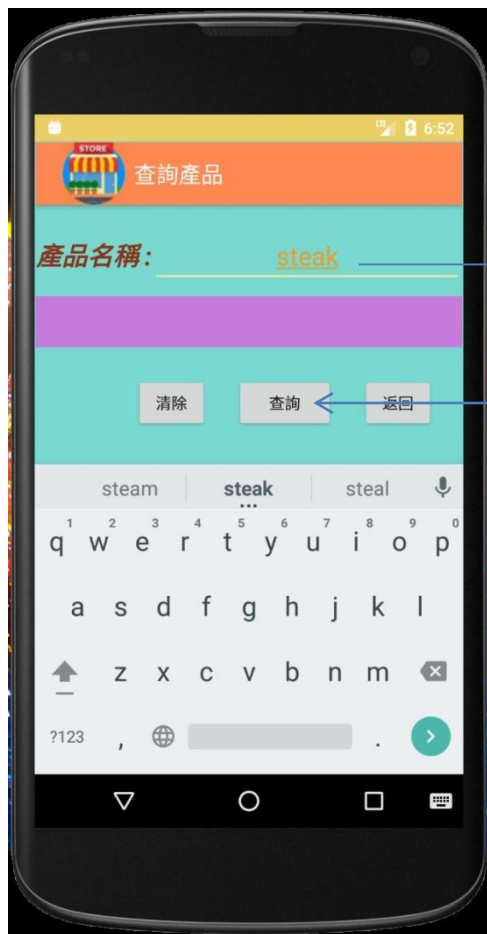 LTE 6:52
STORE
查詢產品
產品名稱: steak
清除 查詢 返回
steam steak steal
1 2 3 4 5 6 7 8 9 0
q w e r t y u i o p
a s d f g h j k l
z x c v b n m
?123 , .